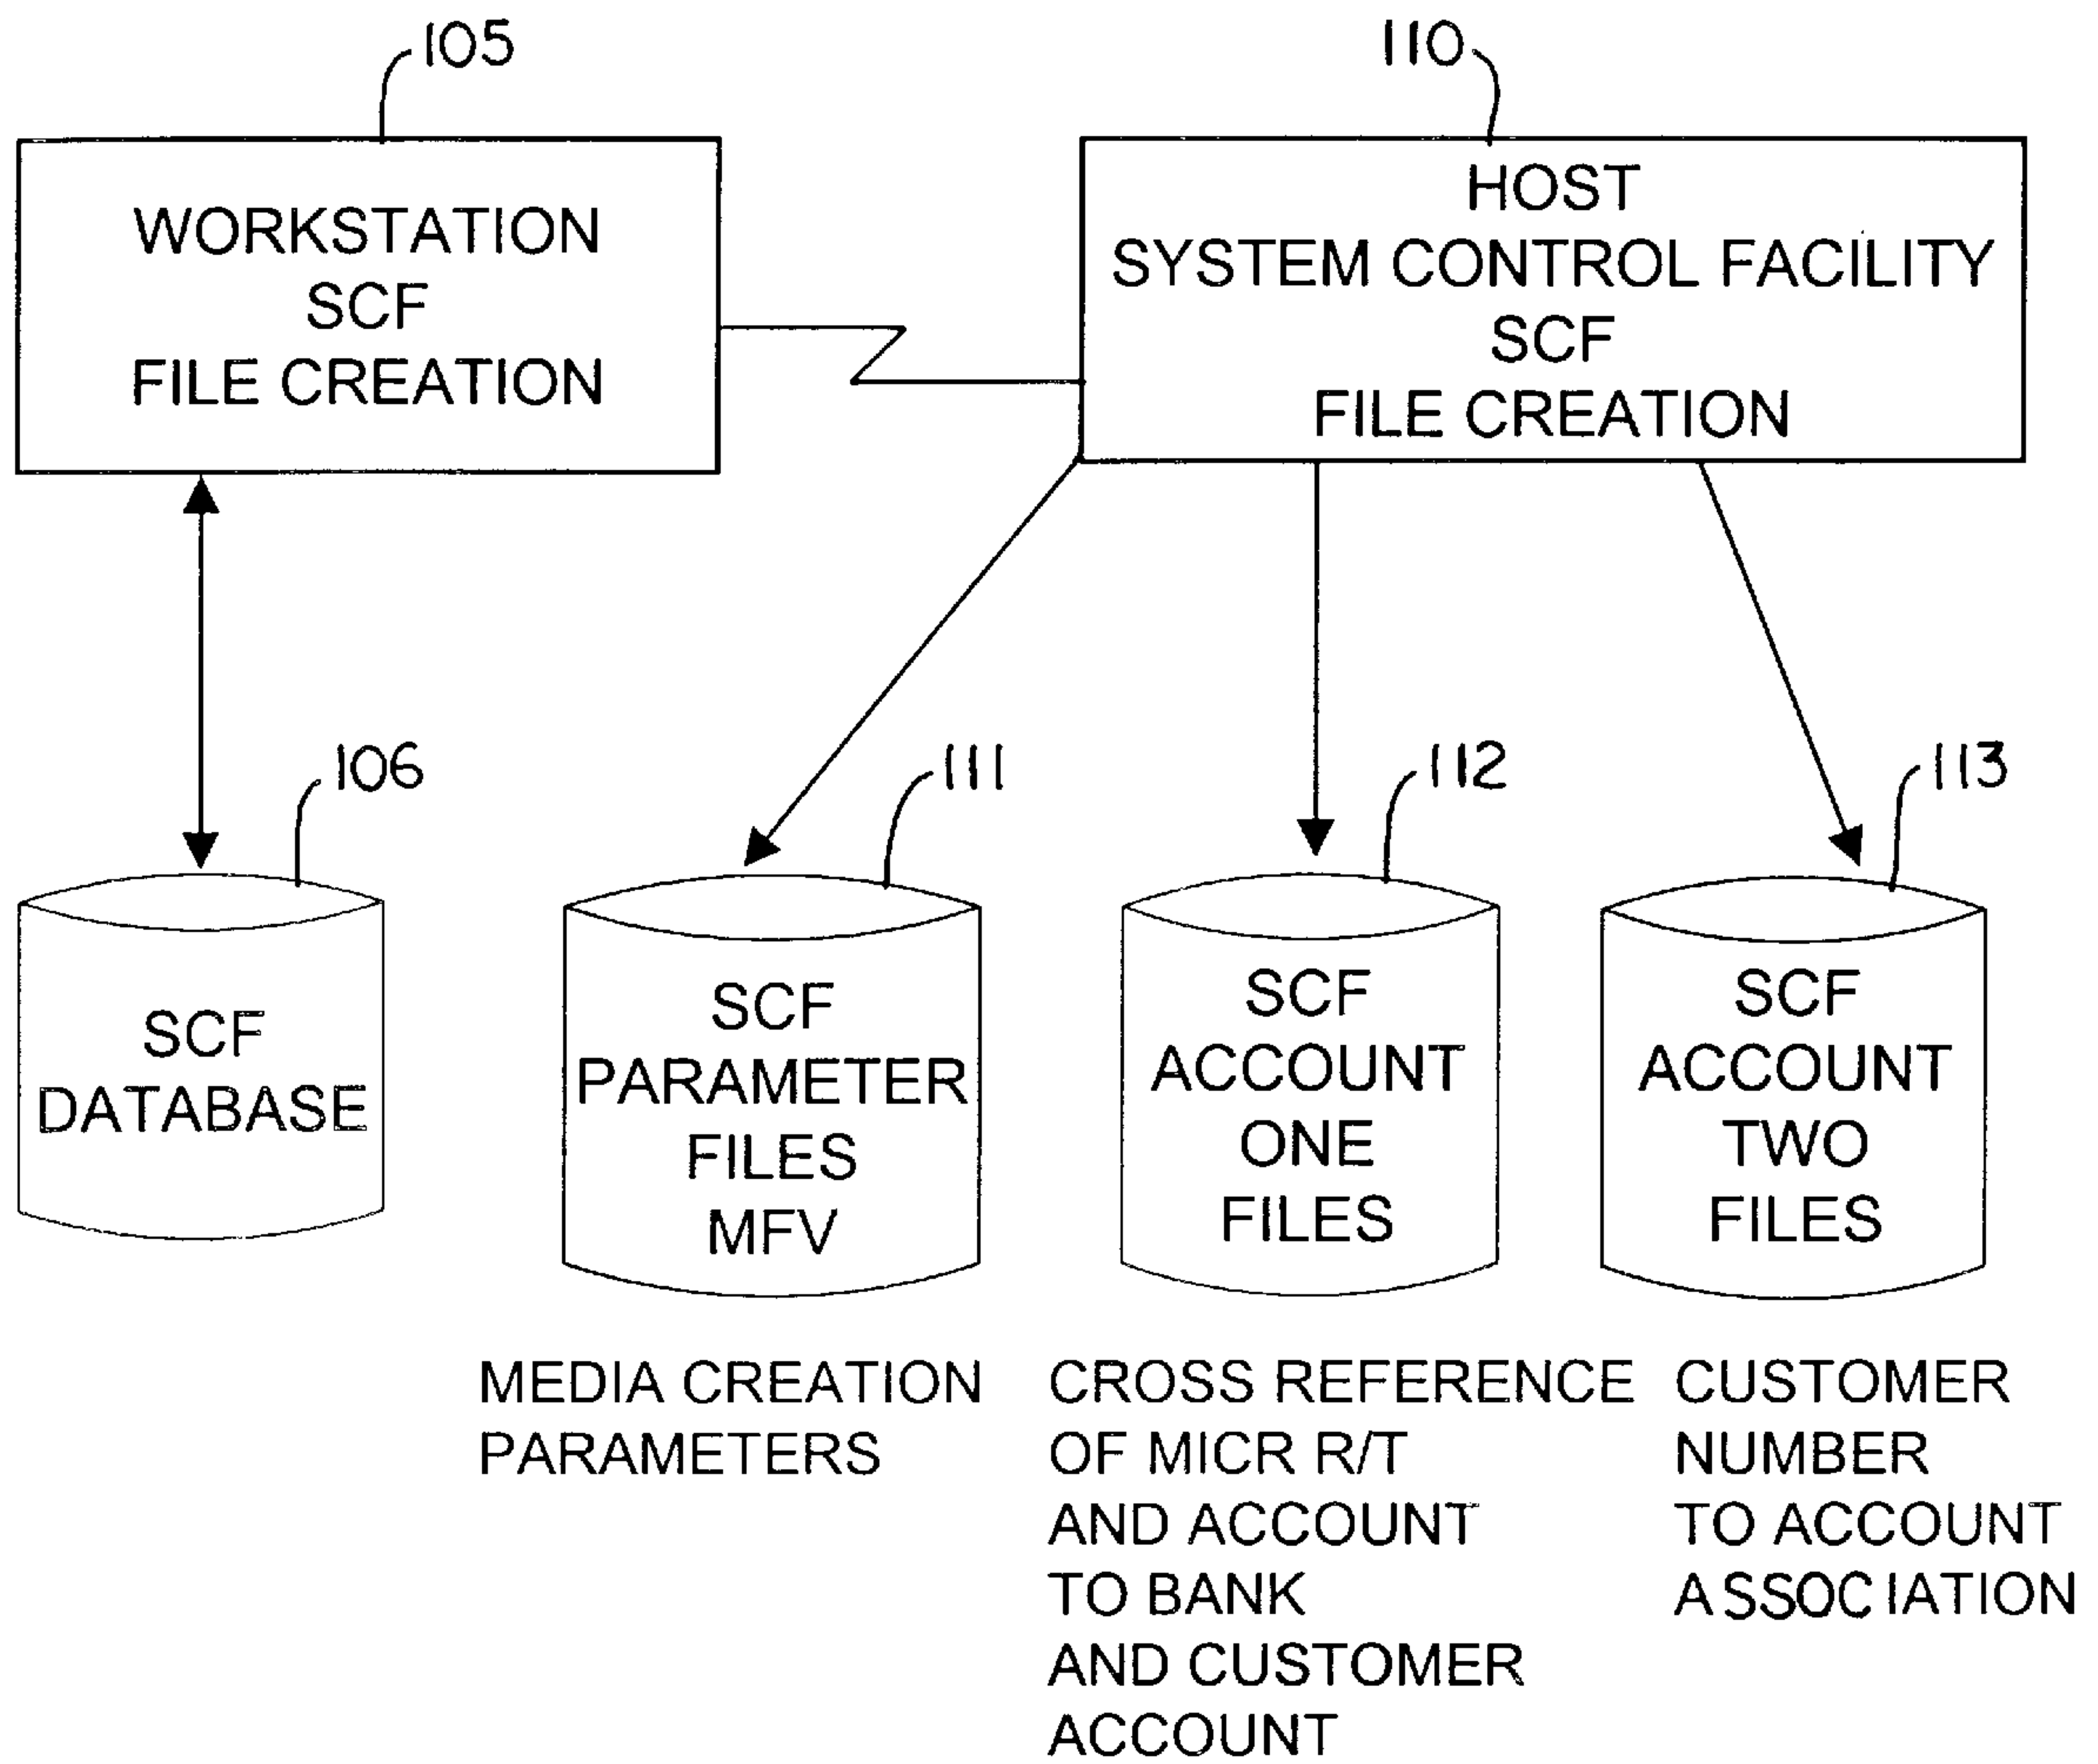 105
110
WORKSTATION
SCF
FILE CREATION
HOST
SYSTEM CONTROL FACILITY
SCF
FILE CREATION
106
111
112
113
SCF
DATABASE
SCF
PARAMETER
FILES
MFV
SCF
ACCOUNT
ONE
FILES
SCF
ACCOUNT
TWO
FILES
MEDIA CREATION
PARAMETERS
CROSS REFERENCE
OF MICR R/T
AND ACCOUNT
TO BANK
AND CUSTOMER
ACCOUNT
CUSTOMER
NUMBER
TO ACCOUNT
ASSOCIATION